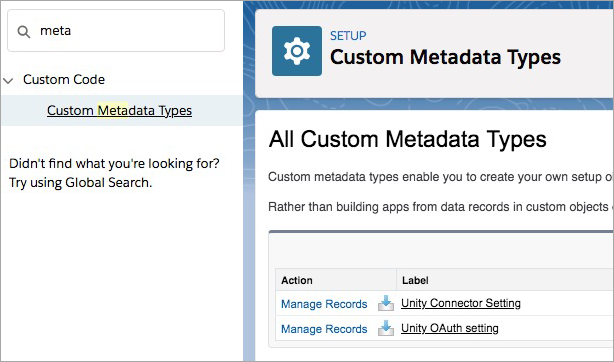 meta
Custom Code
Custom Metadata Types
Didn't find what you're looking for?
Try using Global Search.
SETUP
Custom Metadata Types
All Custom Metadata Types
Custom metadata types enable you to create your own setup o
Rather than building apps from data records in custom objects
Action Label
Manage Records Unity Connector Setting
Manage Records Unity OAuth setting